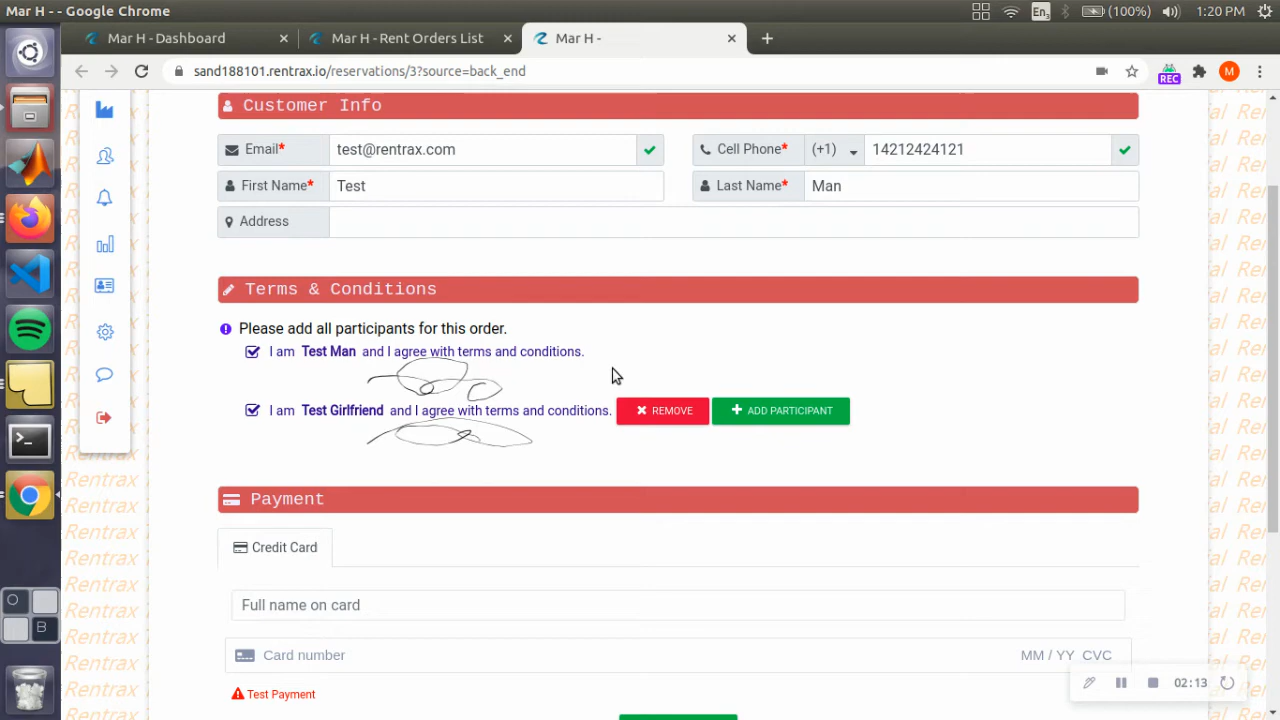 Mar H - - Google Chrome
En₃
(100%)
1:20 PM
Mar H - Dashboard
Mar H - Rent Orders List
Mar H -
sand188101.rentrax.io/reservations/3?source=back_end
REC
M
Customer Info
Email*
test@rentrax.com
Cell Phone*
(+1)
14212424121
First Name*
Test
Last Name*
Man
Address
Terms & Conditions
Please add all participants for this order.
I am Test Man and I agree with terms and conditions.
I am Test Girlfriend and I agree with terms and conditions.
REMOVE
ADD PARTICIPANT
Payment
Credit Card
Full name on card
Card number
MM / YY CVC
Test Payment
02:13
O
B
Rentrax